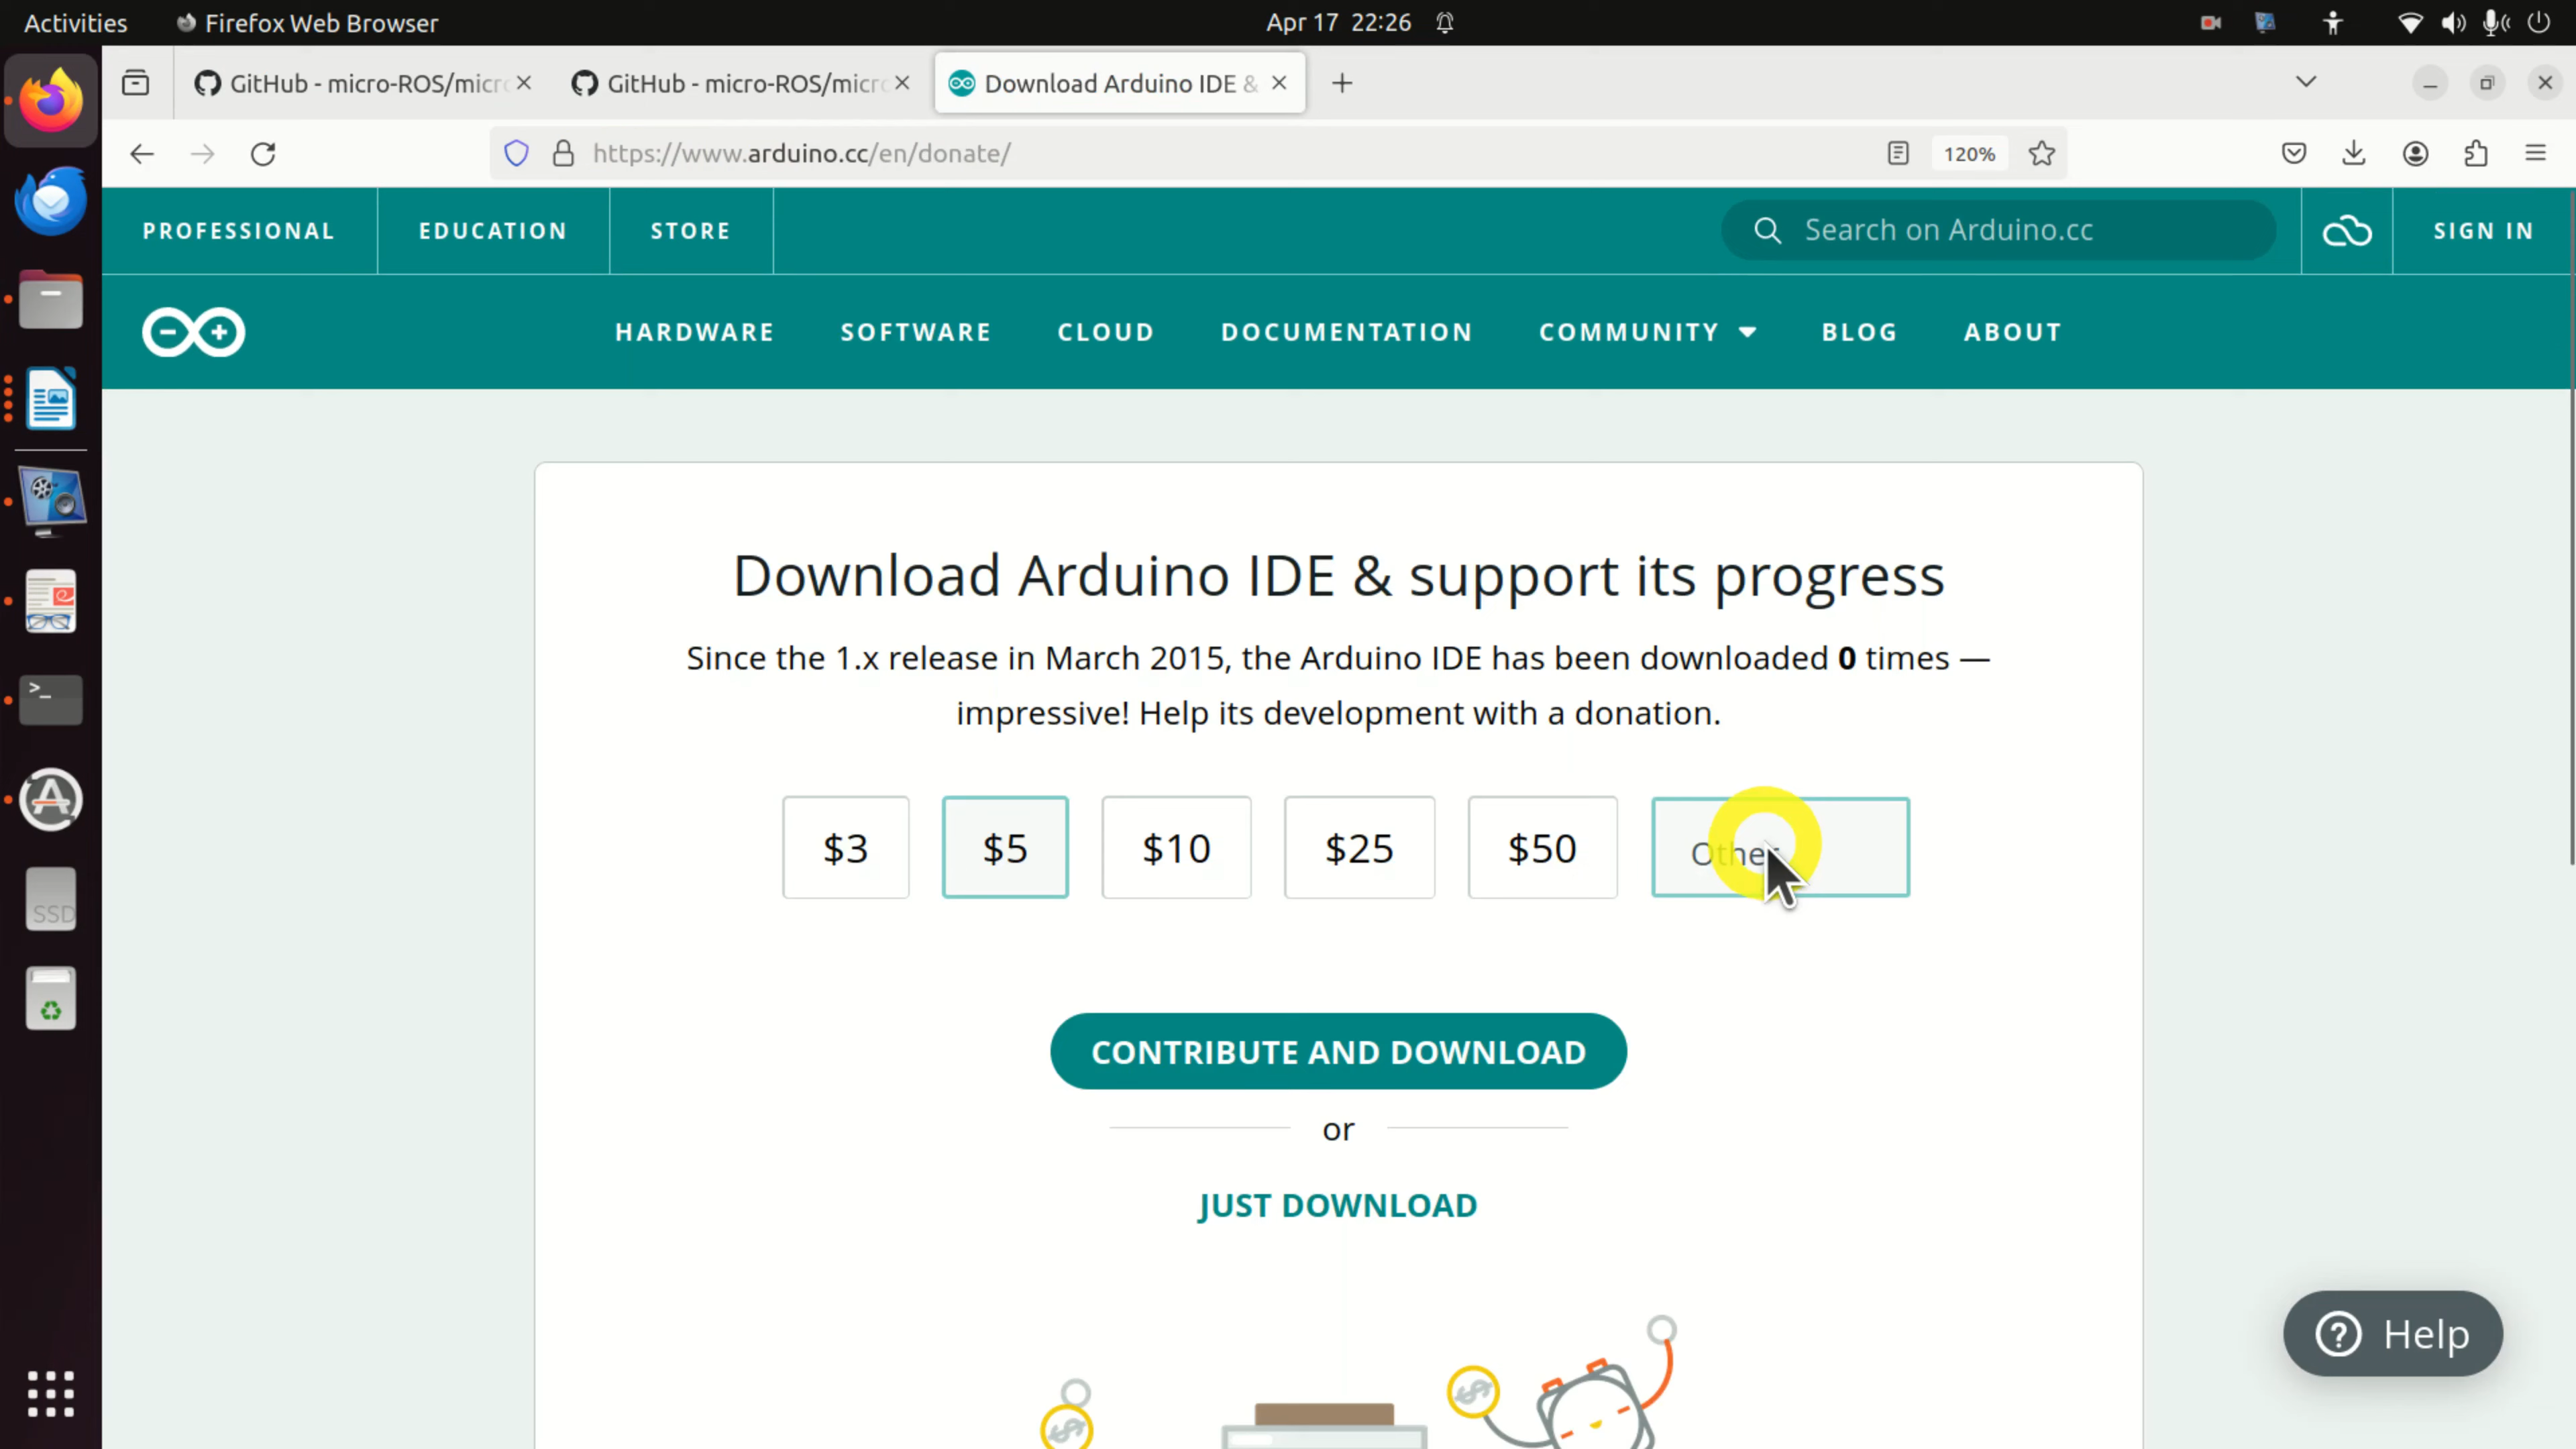 Activities
Firefox Web Browser
Apr 17 22:26
GitHub - micro-ROS/micr
GitHub - micro-ROS/micr
Download Arduino IDE &
https://www.arduino.cc/en/donate/
120%
PROFESSIONAL
EDUCATION
STORE
Search on Arduino.cc
SIGN IN
HARDWARE
SOFTWARE
CLOUD
DOCUMENTATION
COMMUNITY
BLOG
ABOUT
Download Arduino IDE & support its progress
Since the 1.x release in March 2015, the Arduino IDE has been downloaded 0 times —
impressive! Help its development with a donation.
$3
$5
$10
$25
$50
Other
CONTRIBUTE AND DOWNLOAD
or
JUST DOWNLOAD
Help
SSD